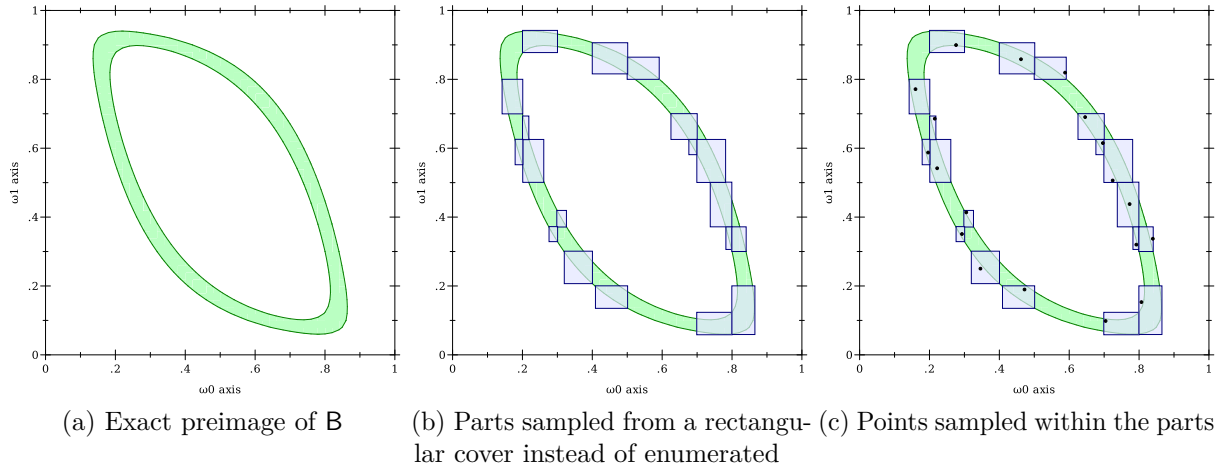 1
.8
.6
.4
.2
0
ω1 axis
0 .2 .4 .6 .8 1
ω0 axis
(a) Exact preimage of B
1
.8
.6
.4
.2
0
ω1 axis
0 .2 .4 .6 .8 1
ω0 axis
(b) Parts sampled from a rectangu-
lar cover instead of enumerated
1
.8
.6
.4
.2
0
ω1 axis
0 .2 .4 .6 .8 1
ω0 axis
(c) Points sampled within the parts